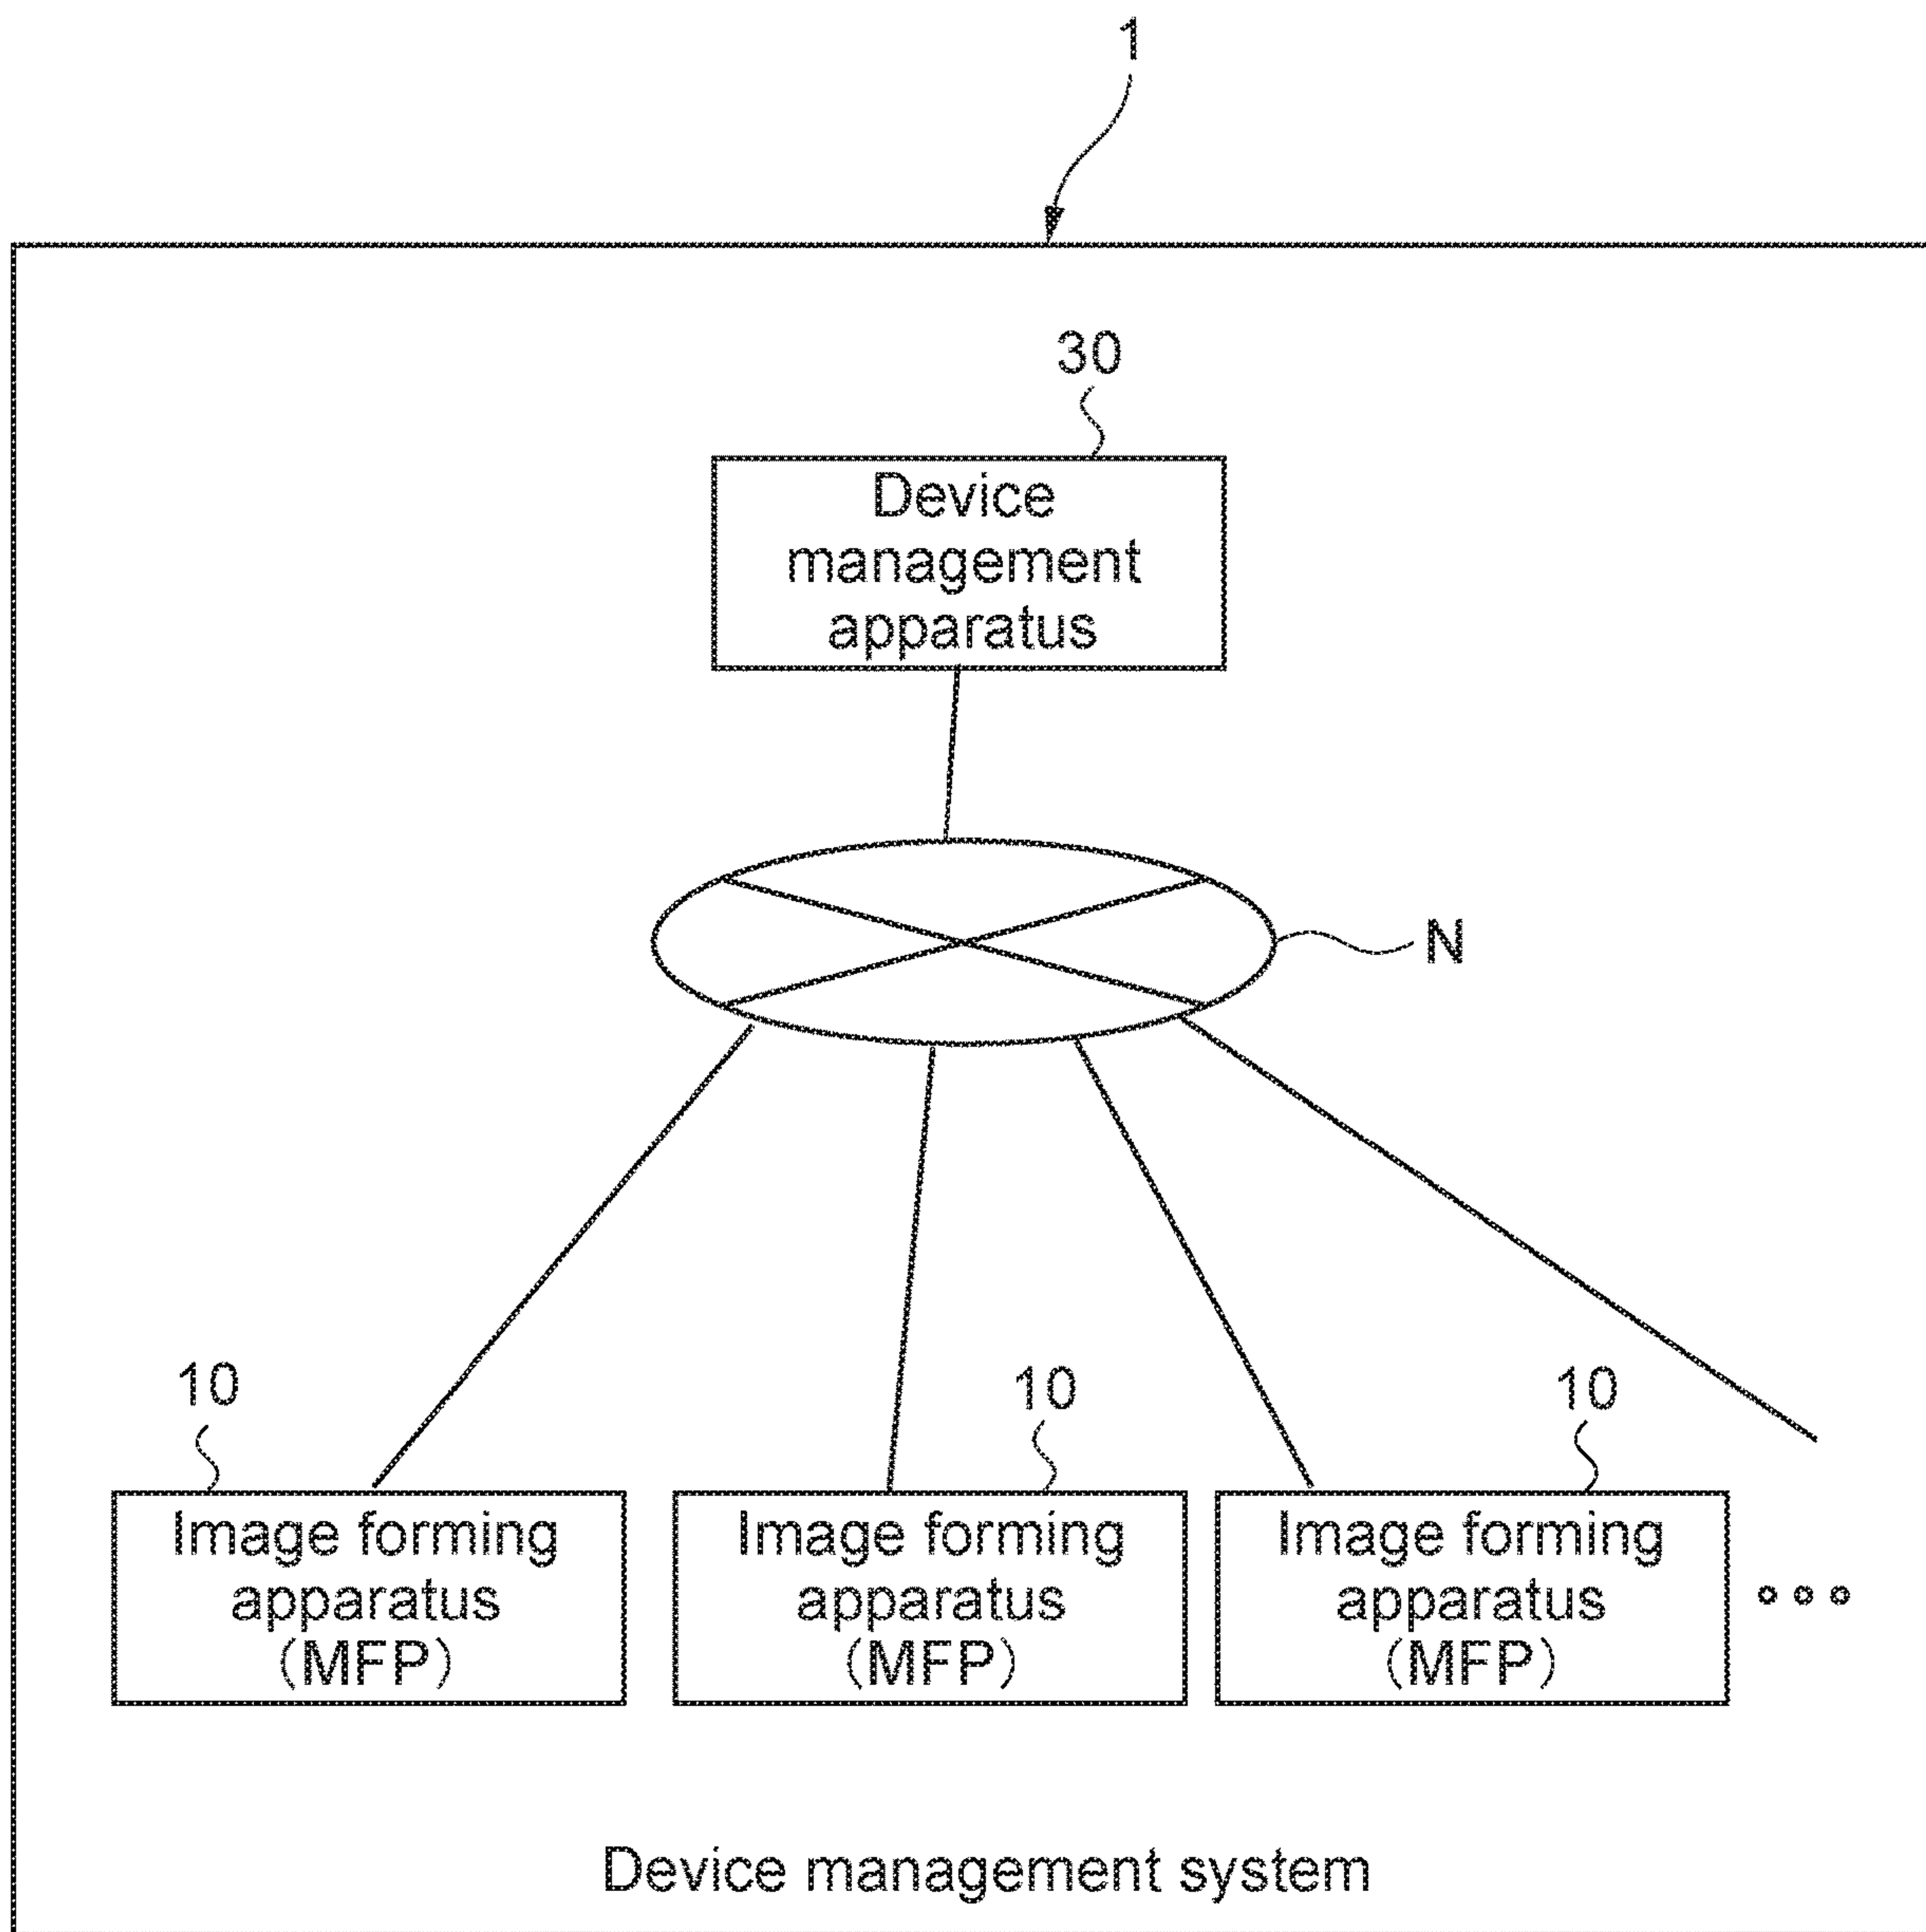 1
30
Device
management
apparatus
N
10
10
10
Image forming
apparatus
(MFP)
Image forming
apparatus
(MFP)
Image forming
apparatus
(MFP)
Device management system